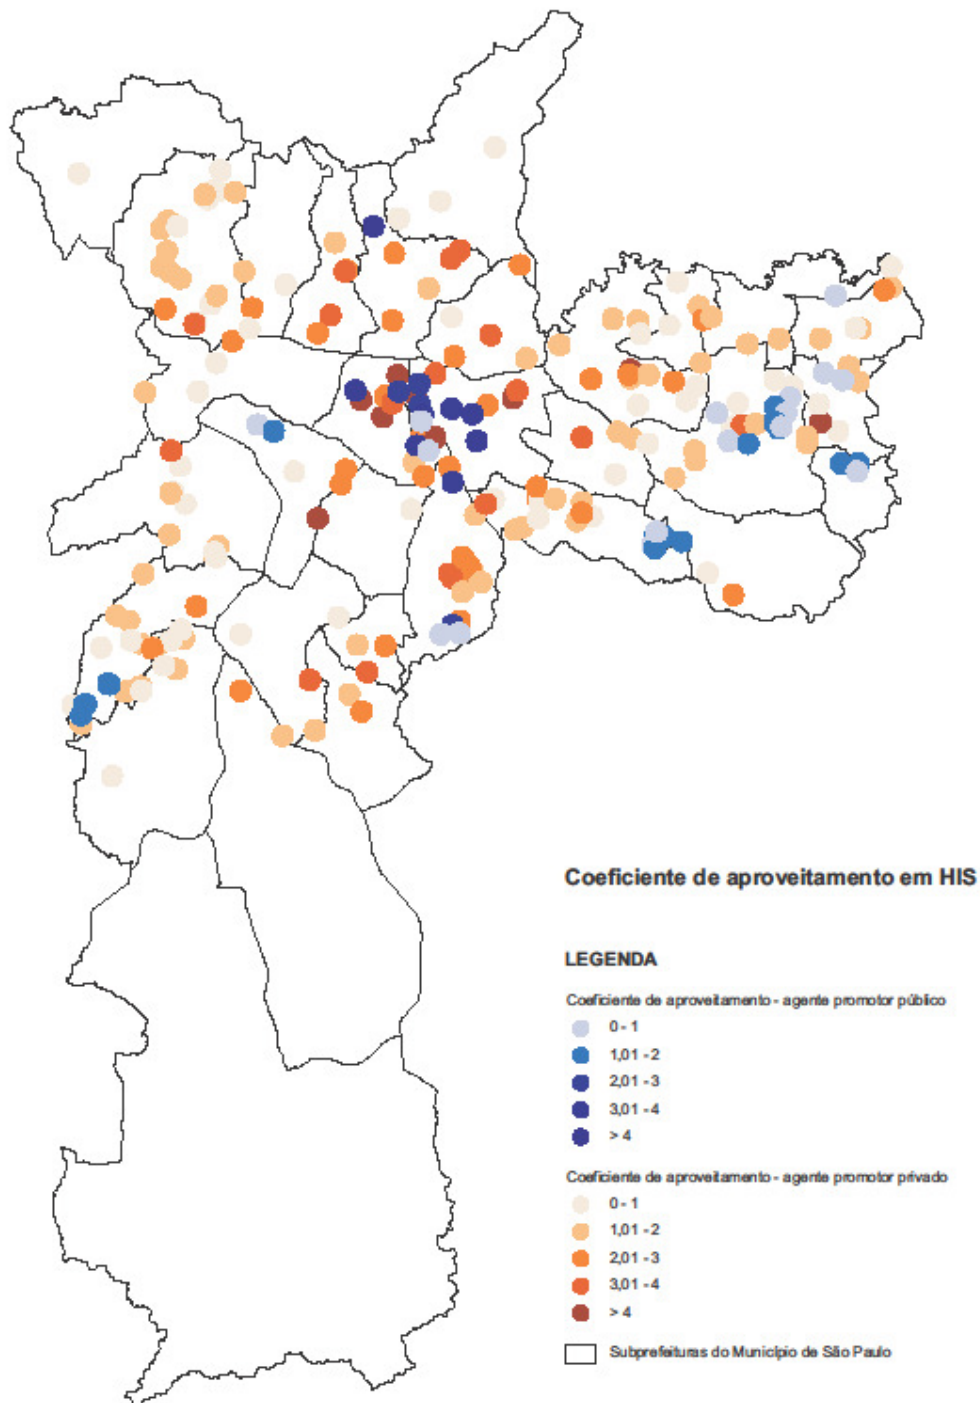 Coeficiente de aproveitamento em HIS
LEGENDA
Coeficiente de aproveitamento - agente promotor público
0 - 1
1,01 - 2
2,01 - 3
3,01 - 4
> 4
Coeficiente de aproveitamento - agente promotor privado
0 - 1
1,01 - 2
2,01 - 3
3,01 - 4
> 4
Subprefeituras do Município de São Paulo